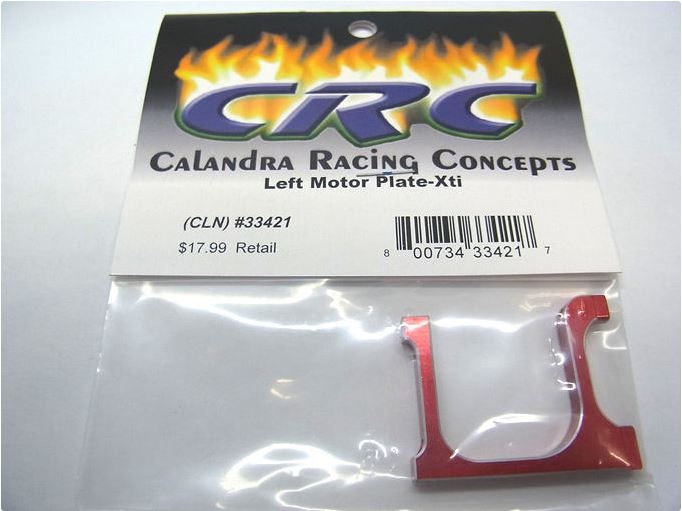 CRC
CALANDRA RACING CONCEPTS
Left Motor Plate-Xti
(CLN) #33421
$17.99 Retail
8 00734 33421 7